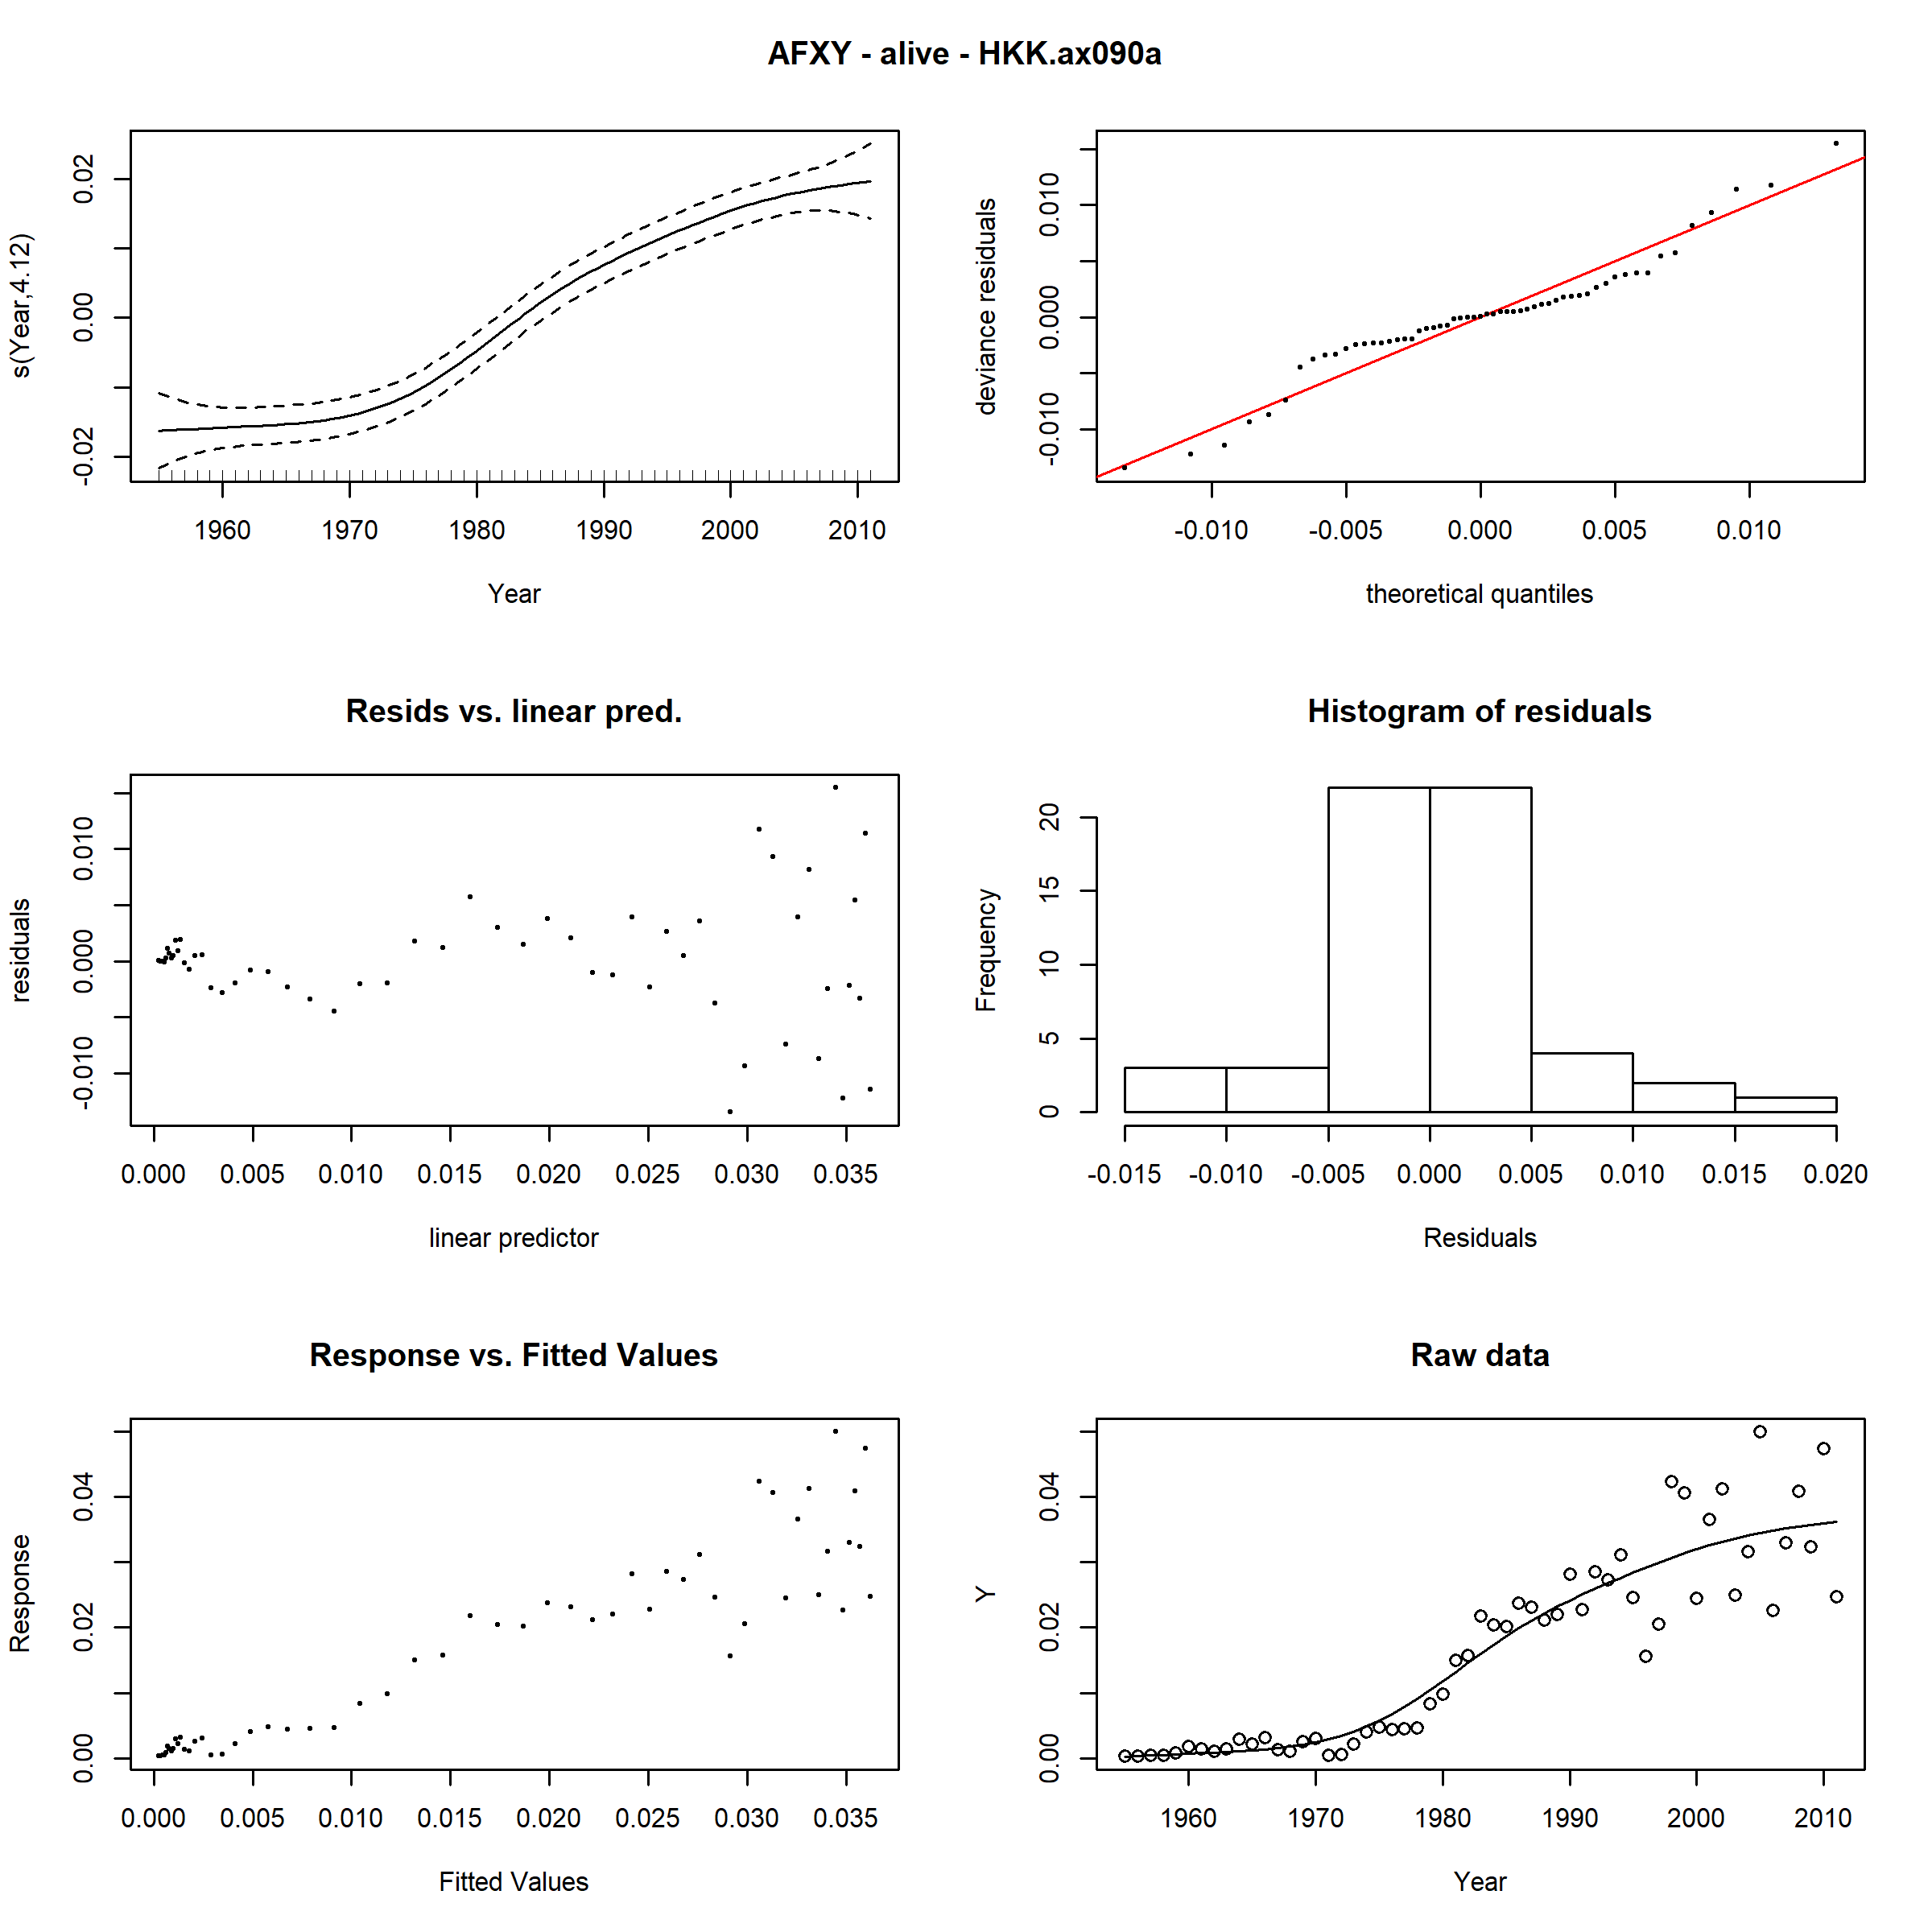 AFXY - alive - HKK.ax090a
s(Year,4.12)
-0.02 0.00 0.02
1960 1970 1980 1990 2000 2010
Year
deviance residuals
-0.010 0.000 0.010
-0.010 -0.005 0.000 0.005 0.010
theoretical quantiles
Resids vs. linear pred.
residuals
-0.010 0.000 0.010
0.000 0.005 0.010 0.015 0.020 0.025 0.030 0.035
linear predictor
Histogram of residuals
Frequency
0 5 10 15 20
-0.015 -0.010 -0.005 0.000 0.005 0.010 0.015 0.020
Residuals
Response vs. Fitted Values
Response
0.00 0.02 0.04
0.000 0.005 0.010 0.015 0.020 0.025 0.030 0.035
Fitted Values
Raw data
Y
0.00 0.02 0.04
1960 1970 1980 1990 2000 2010
Year